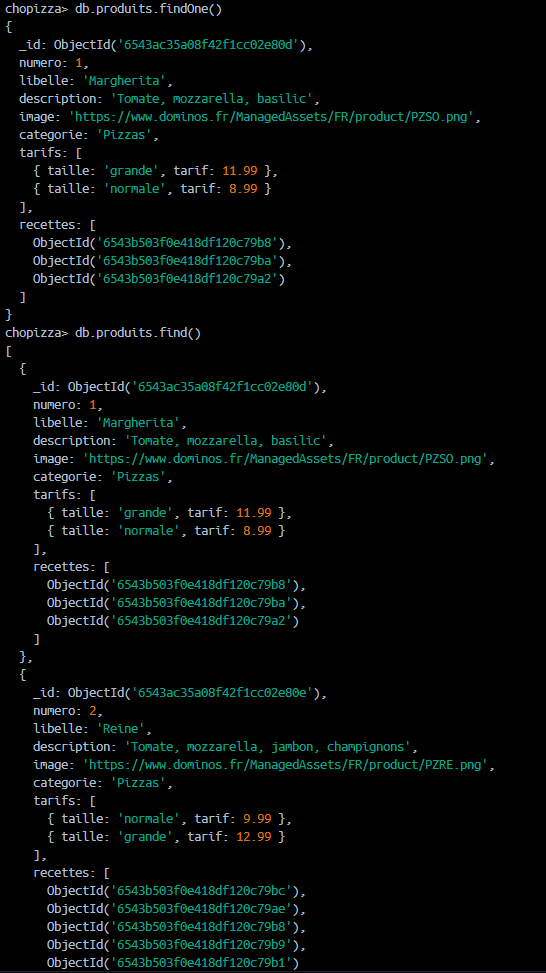 chopizza> db.produits.findOne()
{
  _id: ObjectId('6543ac35a08f42f1cc02e80d'),
  numero: 1,
  libelle: 'Margherita',
  description: 'Tomate, mozzarella, basilic',
  image: 'https://www.dominos.fr/ManagedAssets/FR/product/PZSO.png',
  categorie: 'Pizzas',
  tarifs: [
    { taille: 'grande', tarif: 11.99 },
    { taille: 'normale', tarif: 8.99 }
  ],
  recettes: [
    ObjectId('6543b503f0e418df120c79b8'),
    ObjectId('6543b503f0e418df120c79ba'),
    ObjectId('6543b503f0e418df120c79a2')
  ]
}
chopizza> db.produits.find()
[
  {
    _id: ObjectId('6543ac35a08f42f1cc02e80d'),
    numero: 1,
    libelle: 'Margherita',
    description: 'Tomate, mozzarella, basilic',
    image: 'https://www.dominos.fr/ManagedAssets/FR/product/PZSO.png',
    categorie: 'Pizzas',
    tarifs: [
      { taille: 'grande', tarif: 11.99 },
      { taille: 'normale', tarif: 8.99 }
    ],
    recettes: [
      ObjectId('6543b503f0e418df120c79b8'),
      ObjectId('6543b503f0e418df120c79ba'),
      ObjectId('6543b503f0e418df120c79a2')
    ]
  },
  {
    _id: ObjectId('6543ac35a08f42f1cc02e80e'),
    numero: 2,
    libelle: 'Reine',
    description: 'Tomate, mozzarella, jambon, champignons',
    image: 'https://www.dominos.fr/ManagedAssets/FR/product/PZRE.png',
    categorie: 'Pizzas',
    tarifs: [
      { taille: 'normale', tarif: 9.99 },
      { taille: 'grande', tarif: 12.99 }
    ],
    recettes: [
      ObjectId('6543b503f0e418df120c79bc'),
      ObjectId('6543b503f0e418df120c79ae'),
      ObjectId('6543b503f0e418df120c79b8'),
      ObjectId('6543b503f0e418df120c79b9'),
      ObjectId('6543b503f0e418df120c79b1')